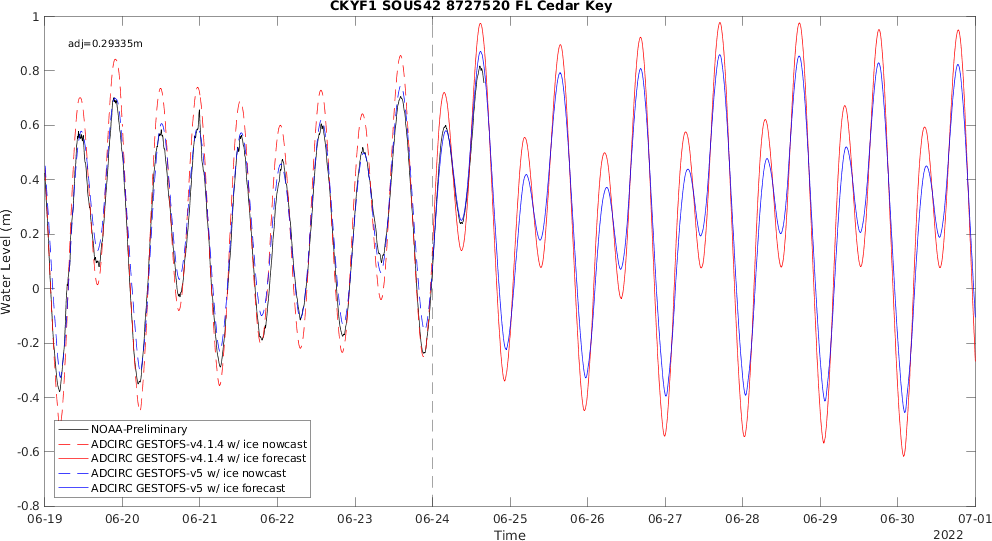 CKYF1 SOUS42 8727520 FL Cedar Key
adj=0.29335m
Water Level (m)
1
0.8
0.6
0.4
0.2
0
-0.2
-0.4
-0.6
-0.8
NOAA-Preliminary
ADCIRC GESTOFS-v4.1.4 w/ ice nowcast
ADCIRC GESTOFS-v4.1.4 w/ ice forecast
ADCIRC GESTOFS-v5 w/ ice nowcast
ADCIRC GESTOFS-v5 w/ ice forecast
06-19 06-20 06-21 06-22 06-23 06-24 06-25 06-26 06-27 06-28 06-29 06-30 07-01
Time
2022